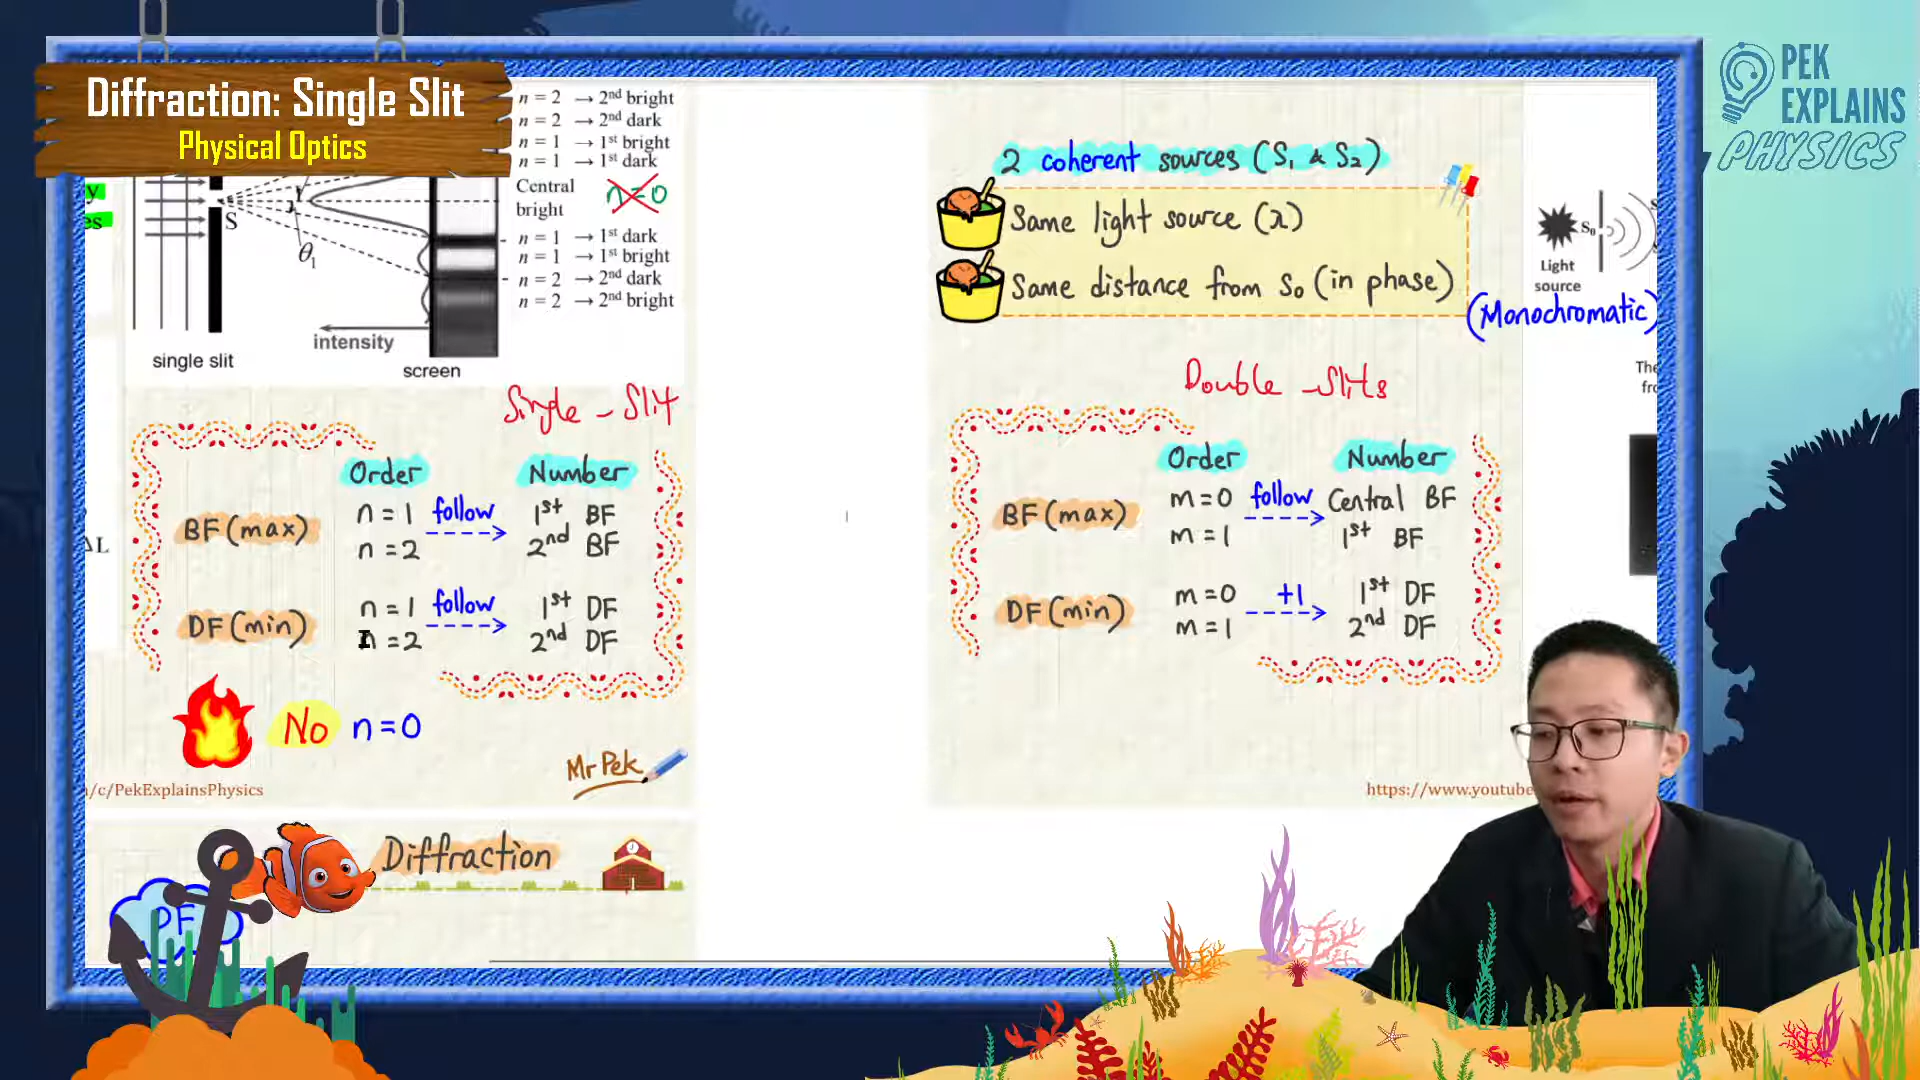 Diffraction: Single Slit
Physical Optics
PEK
EXPLAINS
PHYSICS
n = 2 → 2nd bright
n = 2 → 2nd dark
n = 1 → 1st bright
n = 1 → 1st dark
Central
bright
n=0
n = 1 → 1st dark
n = 1 → 1st bright
n = 2 → 2nd dark
n = 2 → 2nd bright
y
es
S
θ1
intensity
single slit
screen
Single - Slit
Order
Number
BF (max)
n = 1 follow 1st BF
n = 2 2nd BF
DF (min)
n = 1 follow 1st DF
n = 2 2nd DF
ΔL
No n=0
Mr Pek
/c/PekExplainsPhysics
Diffraction
PF
2 coherent sources (S1 & S2)
Same light source (λ)
Same distance from S0 (in phase)
S0
Light
source
(Monochromatic)
The
fro
Double - Slits
Order
Number
BF (max)
m = 0 follow Central BF
m = 1 1st BF
DF (min)
m = 0 +1 1st DF
m = 1 2nd DF
https://www.youtube